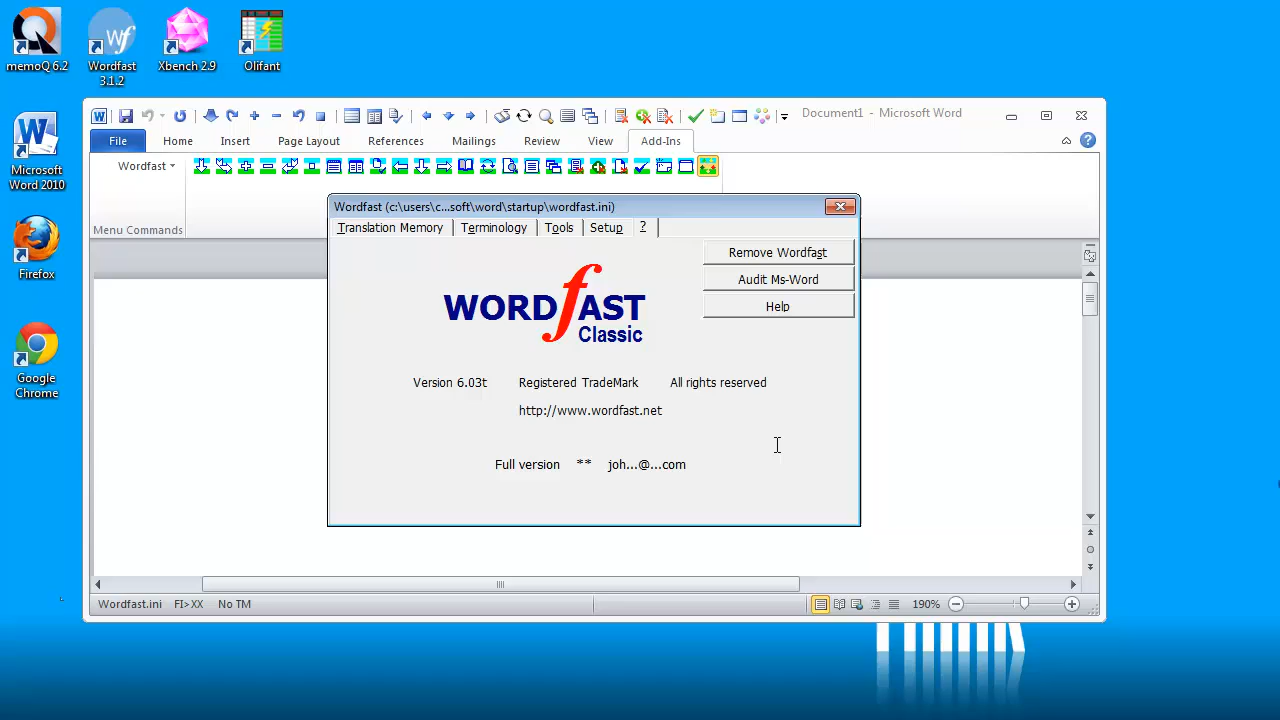 memoQ 6.2
Wordfast 3.1.2
Xbench 2.9
Olifant
Microsoft Word 2010
Firefox
Google Chrome
Document1 - Microsoft Word
File Home Insert Page Layout References Mailings Review View Add-Ins
Wordfast
Menu Commands
Wordfast (c:\users\c...soft\word\startup\wordfast.ini)
Translation Memory Terminology Tools Setup ?
Remove Wordfast
Audit Ms-Word
Help
WORDfAST
Classic
Version 6.03t Registered TradeMark All rights reserved
http://www.wordfast.net
Full version ** joh...@...com
Wordfast.ini FI>XX No TM 190%